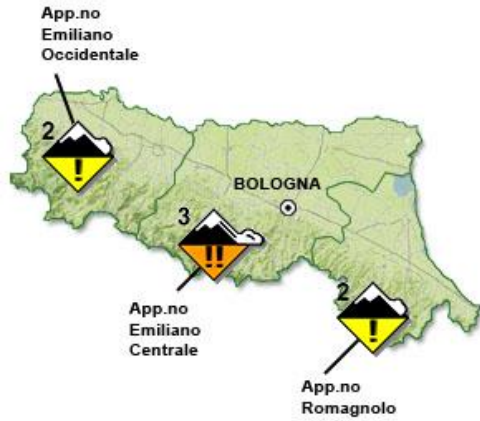 App.no
Emiliano
Occidentale
2
!
BOLOGNA
3
!!
App.no
Emiliano
Centrale
2
!
App.no
Romagnolo